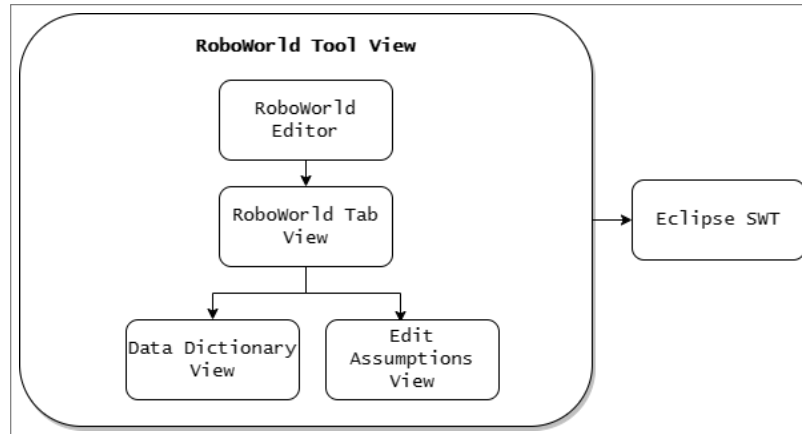 RoboWorld Tool View
RoboWorld
Editor
RoboWorld Tab
View
Eclipse SWT
Data Dictionary
View
Edit
Assumptions
View